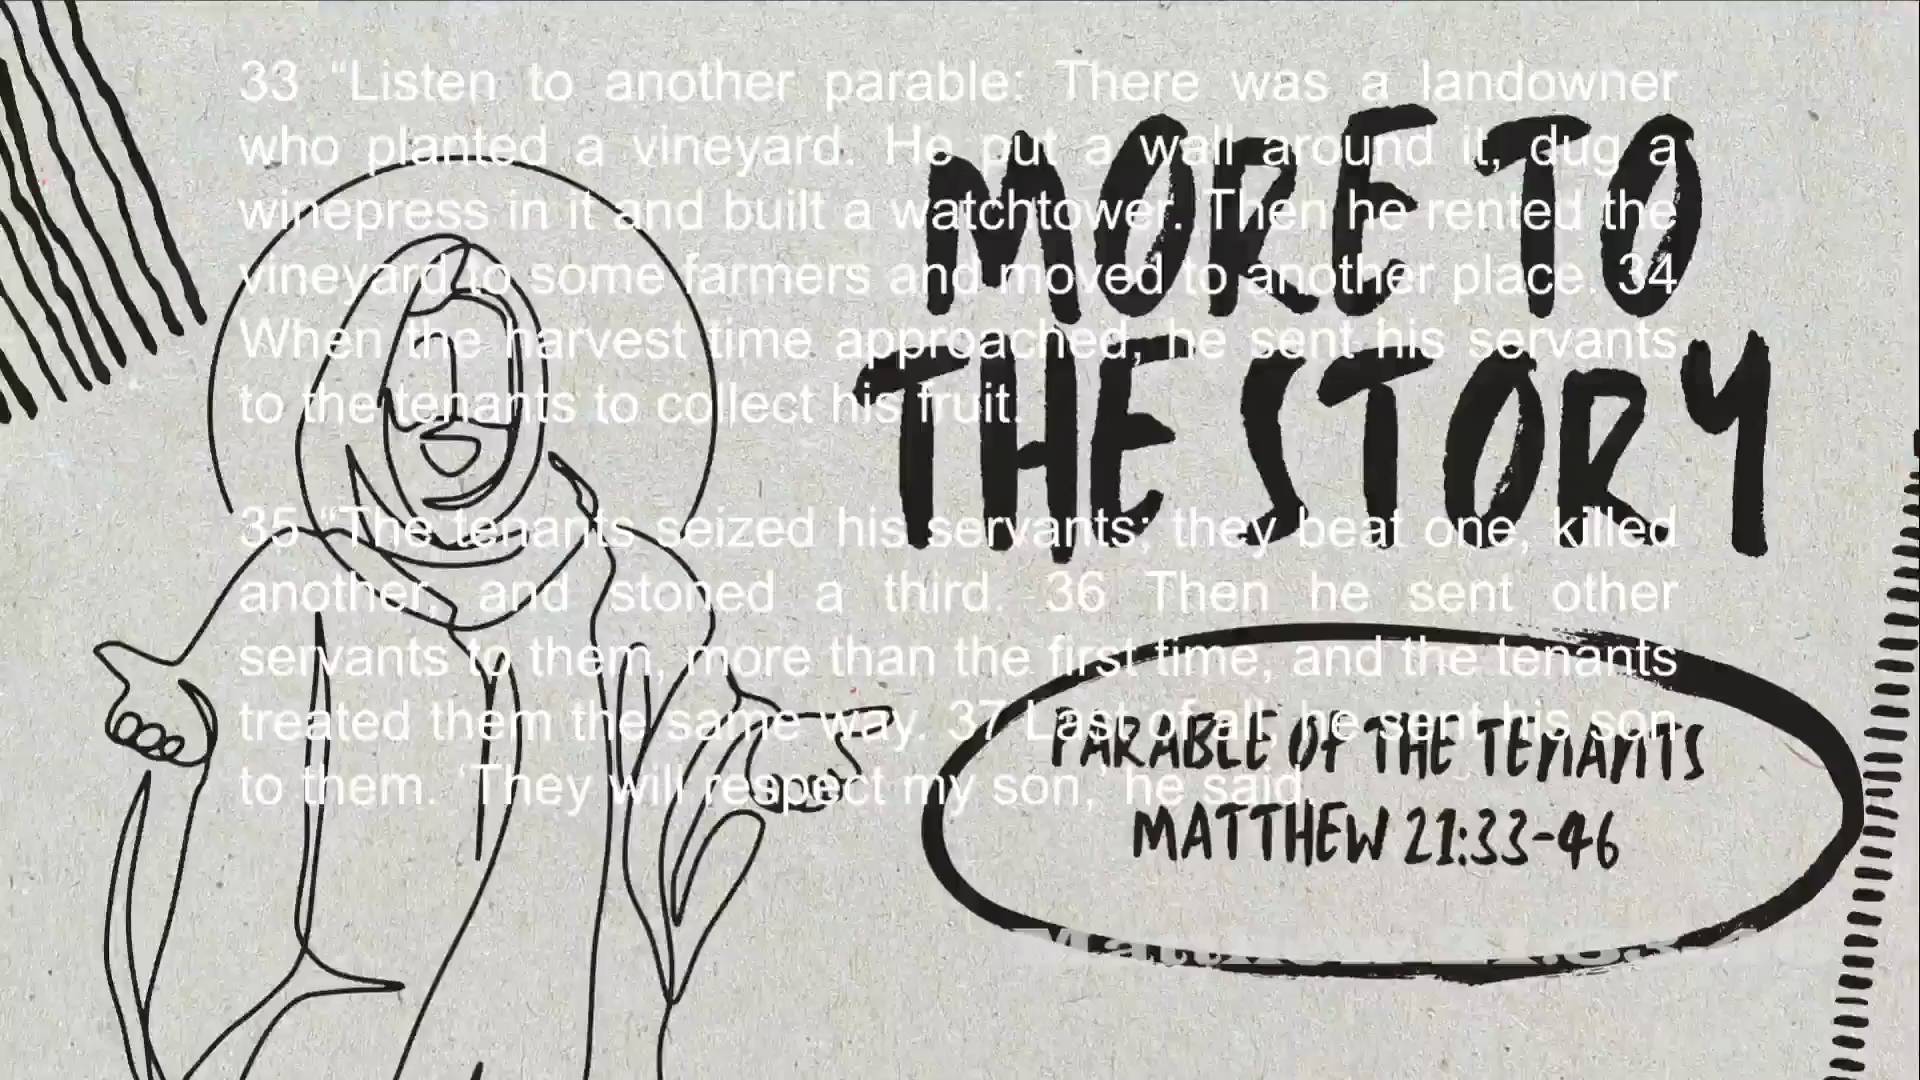 33 “Listen to another parable: There was a landowner
who planted a vineyard. He put a wall around it, dug a
winepress in it and built a watchtower. Then he rented the
vineyard to some farmers and moved to another place. 34
When the harvest time approached, he sent his servants
to the tenants to collect his fruit.
35 “The tenants seized his servants; they beat one, killed
another, and stoned a third. 36 Then he sent other
servants to them, more than the first time, and the tenants
treated them the same way. 37 Last of all, he sent his son
to them. ‘They will respect my son,’ he said.
MORE TO
THE STORY
PARABLE OF THE TENANTS
MATTHEW 21:33-46